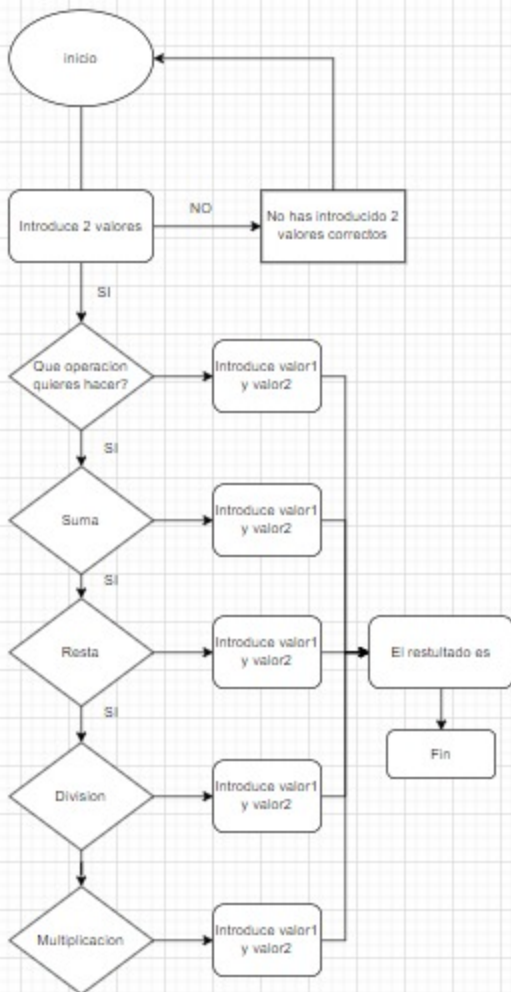 inicio
NO
Introduce 2 valores
No has introducido 2
valores correctos
SI
Que operacion
quieres hacer?
Introduce valor1
y valor2
SI
Suma
Introduce valor1
y valor2
SI
Resta
Introduce valor1
y valor2
El restultado es
SI
Fin
Division
Introduce valor1
y valor2
Multiplicacion
Introduce valor1
y valor2